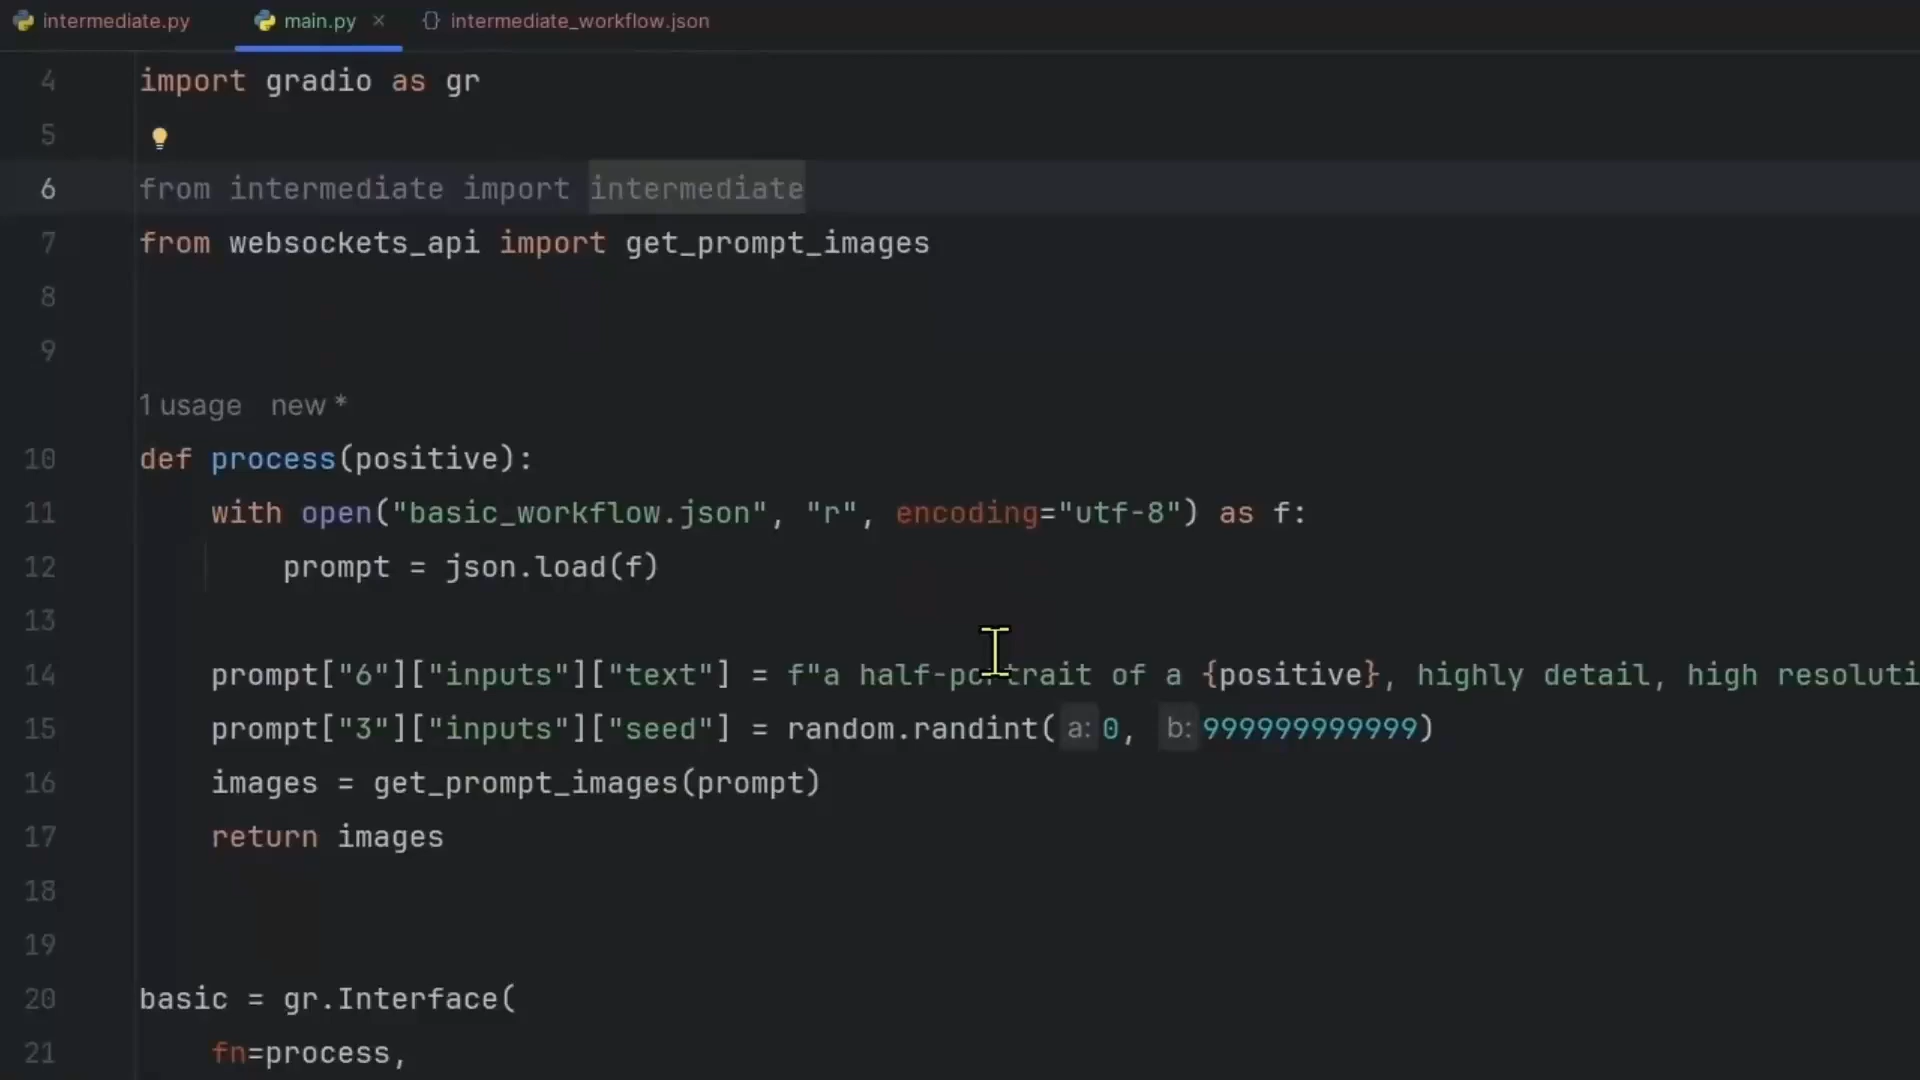 intermediate.py main.py × {} intermediate_workflow.json
4 import gradio as gr
5
6 from intermediate import intermediate
7 from websockets_api import get_prompt_images
8
9
1 usage new *
10 def process(positive):
11 with open("basic_workflow.json", "r", encoding="utf-8") as f:
12 prompt = json.load(f)
13
14 prompt["6"]["inputs"]["text"] = f"a half-portrait of a {positive}, highly detail, high resoluti
15 prompt["3"]["inputs"]["seed"] = random.randint( a: 0, b: 999999999999)
16 images = get_prompt_images(prompt)
17 return images
18
19
20 basic = gr.Interface(
21 fn=process,